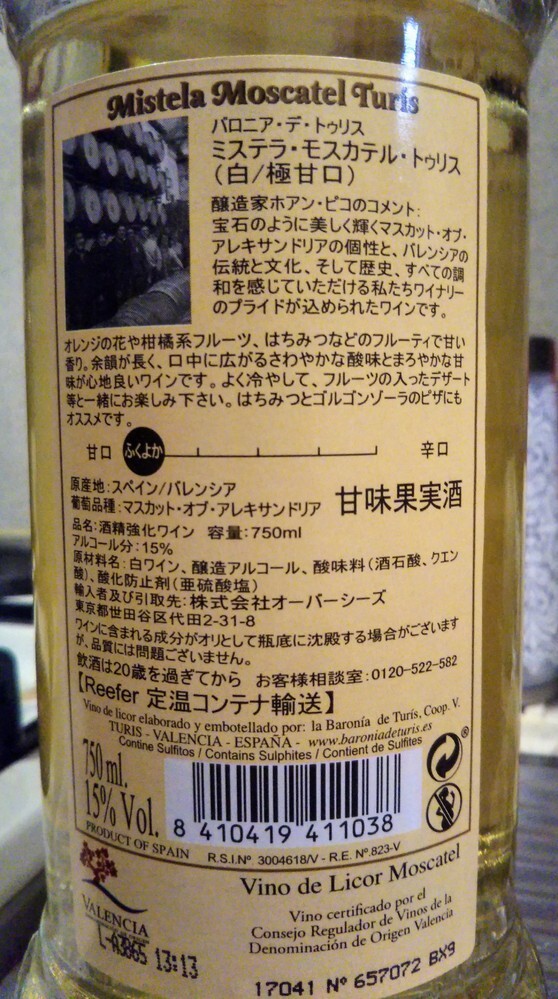 Mistela Moscatel Turís
バロニア・デ・トゥリス
ミステラ・モスカテル・トゥリス
（白/極甘口）
醸造家ホアン・ピコのコメント:
宝石のように美しく輝くマスカット・オブ・
アレキサンドリアの個性と、バレンシアの
伝統と文化、そして歴史、すべての調
和を感じていただける私たちワイナリー
のプライドが込められたワインです。
オレンジの花や柑橘系フルーツ、はちみつなどのフルーティで甘い
香り。余韻が長く、口中に広がるさわやかな酸味とまろやかな甘
味が心地良いワインです。よく冷やして、フルーツの入ったデザート
等と一緒にお楽しみ下さい。はちみつとゴルゴンゾーラのピザにも
オススメです。
甘口 ふくよか 辛口
原産地:スペイン/バレンシア
葡萄品種:マスカット・オブ・アレキサンドリア 甘味果実酒
品名:酒精強化ワイン 容量:750ml
アルコール分:15%
原材料名:白ワイン、醸造アルコール、酸味料（酒石酸、クエン
酸）、酸化防止剤（亜硫酸塩）
輸入者及び引取先:株式会社オーバーシーズ
東京都世田谷区代田2-31-8
ワインに含まれる成分がオリとして瓶底に沈殿する場合がございます
が、品質には問題ございません。
飲酒は20歳を過ぎてから お客様相談室:0120-522-582
【Reefer 定温コンテナ輸送】
Vino de licor elaborado y embotellado por: la Baronía de Turís, Coop. V.
TURIS - VALENCIA - ESPAÑA - www.baroniadeturis.es
Contine Sulfitos / Contains Sulphites / Contient de Sulfites
750 ml.
15% Vol.
PRODUCT OF SPAIN
8 410419 411038
R.S.I.Nº 3004618/V - R.E. Nº.823-V
Vino de Licor Moscatel
VALENCIA
Vino certificado por el
Consejo Regulador de Vinos de la
Denominación de Origen Valencia
L-A3865 13:13
17041 Nº 657072 BX9